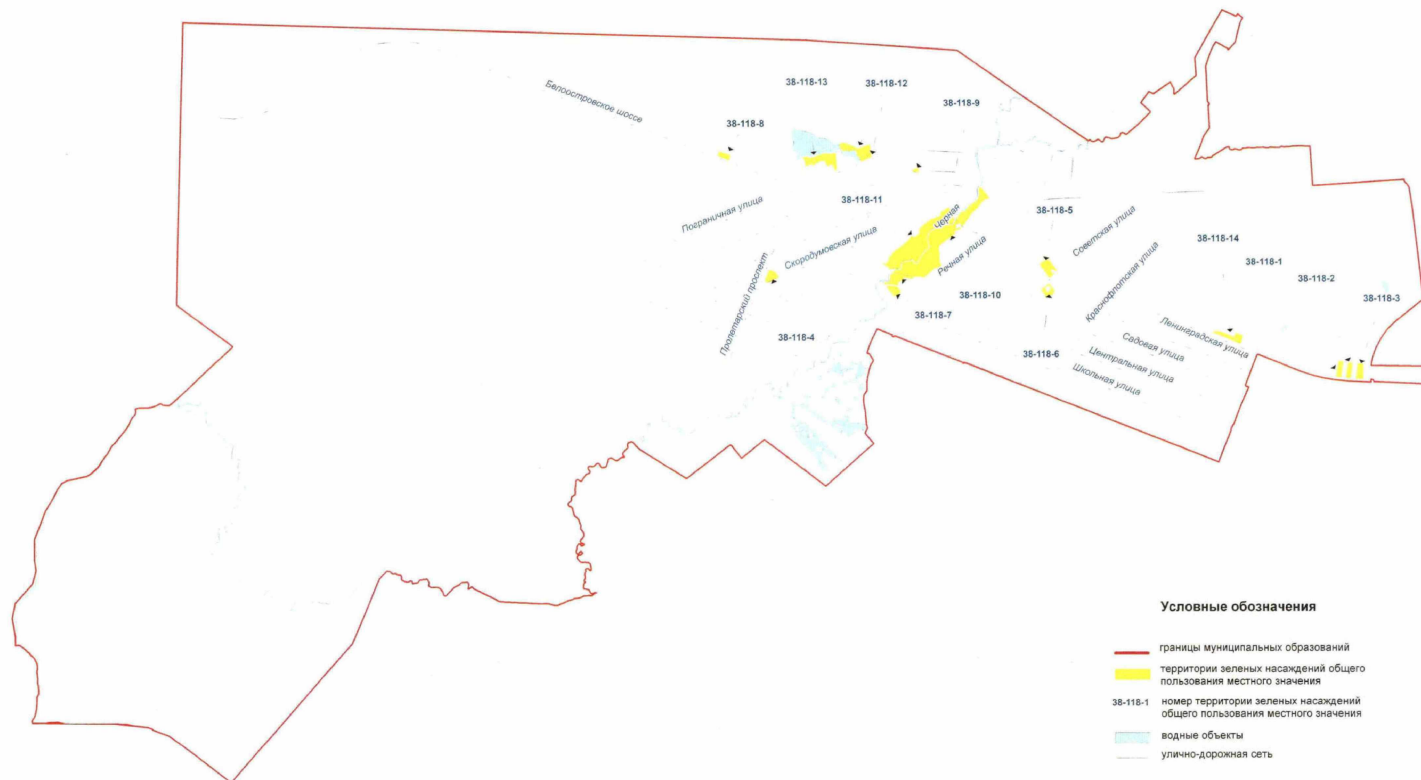 Белоостровское шоссе
38-118-13
38-118-12
38-118-9
38-118-8
Пограничная улица
38-118-11
Черная
38-118-5
Советская улица
Скородумовская улица
Речная улица
38-118-14
38-118-1
38-118-2
38-118-3
Пролетарский проспект
Краснофлотская улица
38-118-10
38-118-7
38-118-4
38-118-6
Ленинградская улица
Садовая улица
Центральная улица
Школьная улица
Условные обозначения
границы муниципальных образований
территории зеленых насаждений общего
пользования местного значения
38-118-1 номер территории зеленых насаждений
общего пользования местного значения
водные объекты
улично-дорожная сеть